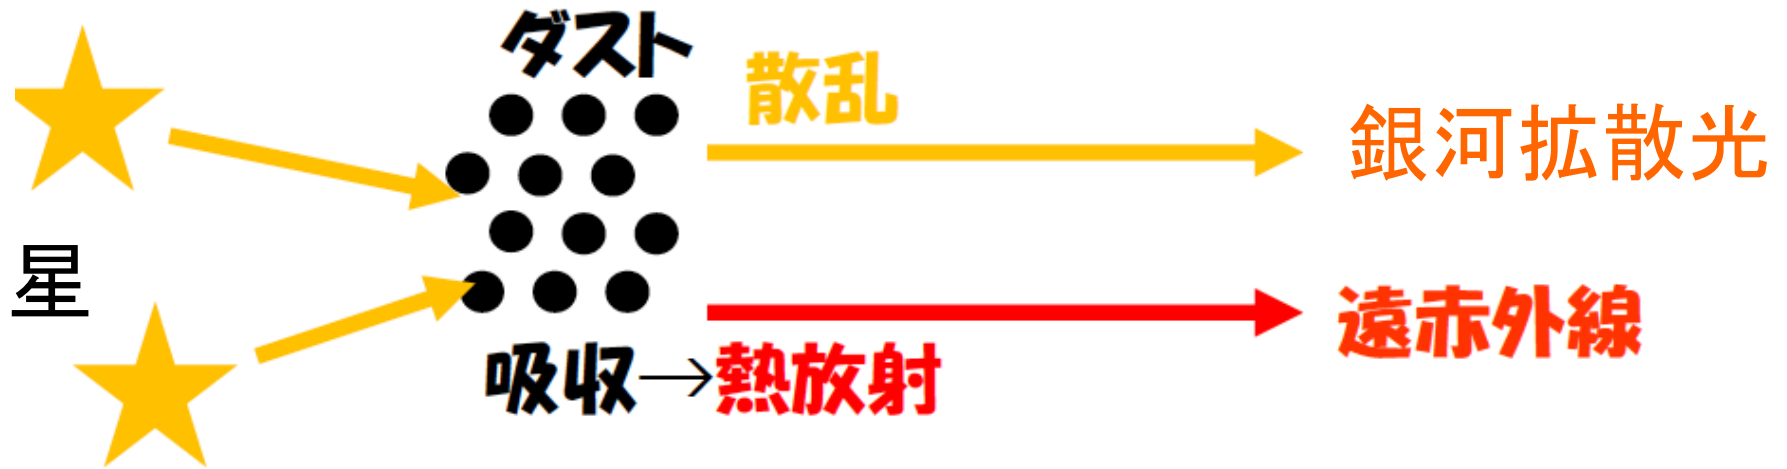 ダスト
散乱
銀河拡散光
星
遠赤外線
吸収→熱放射